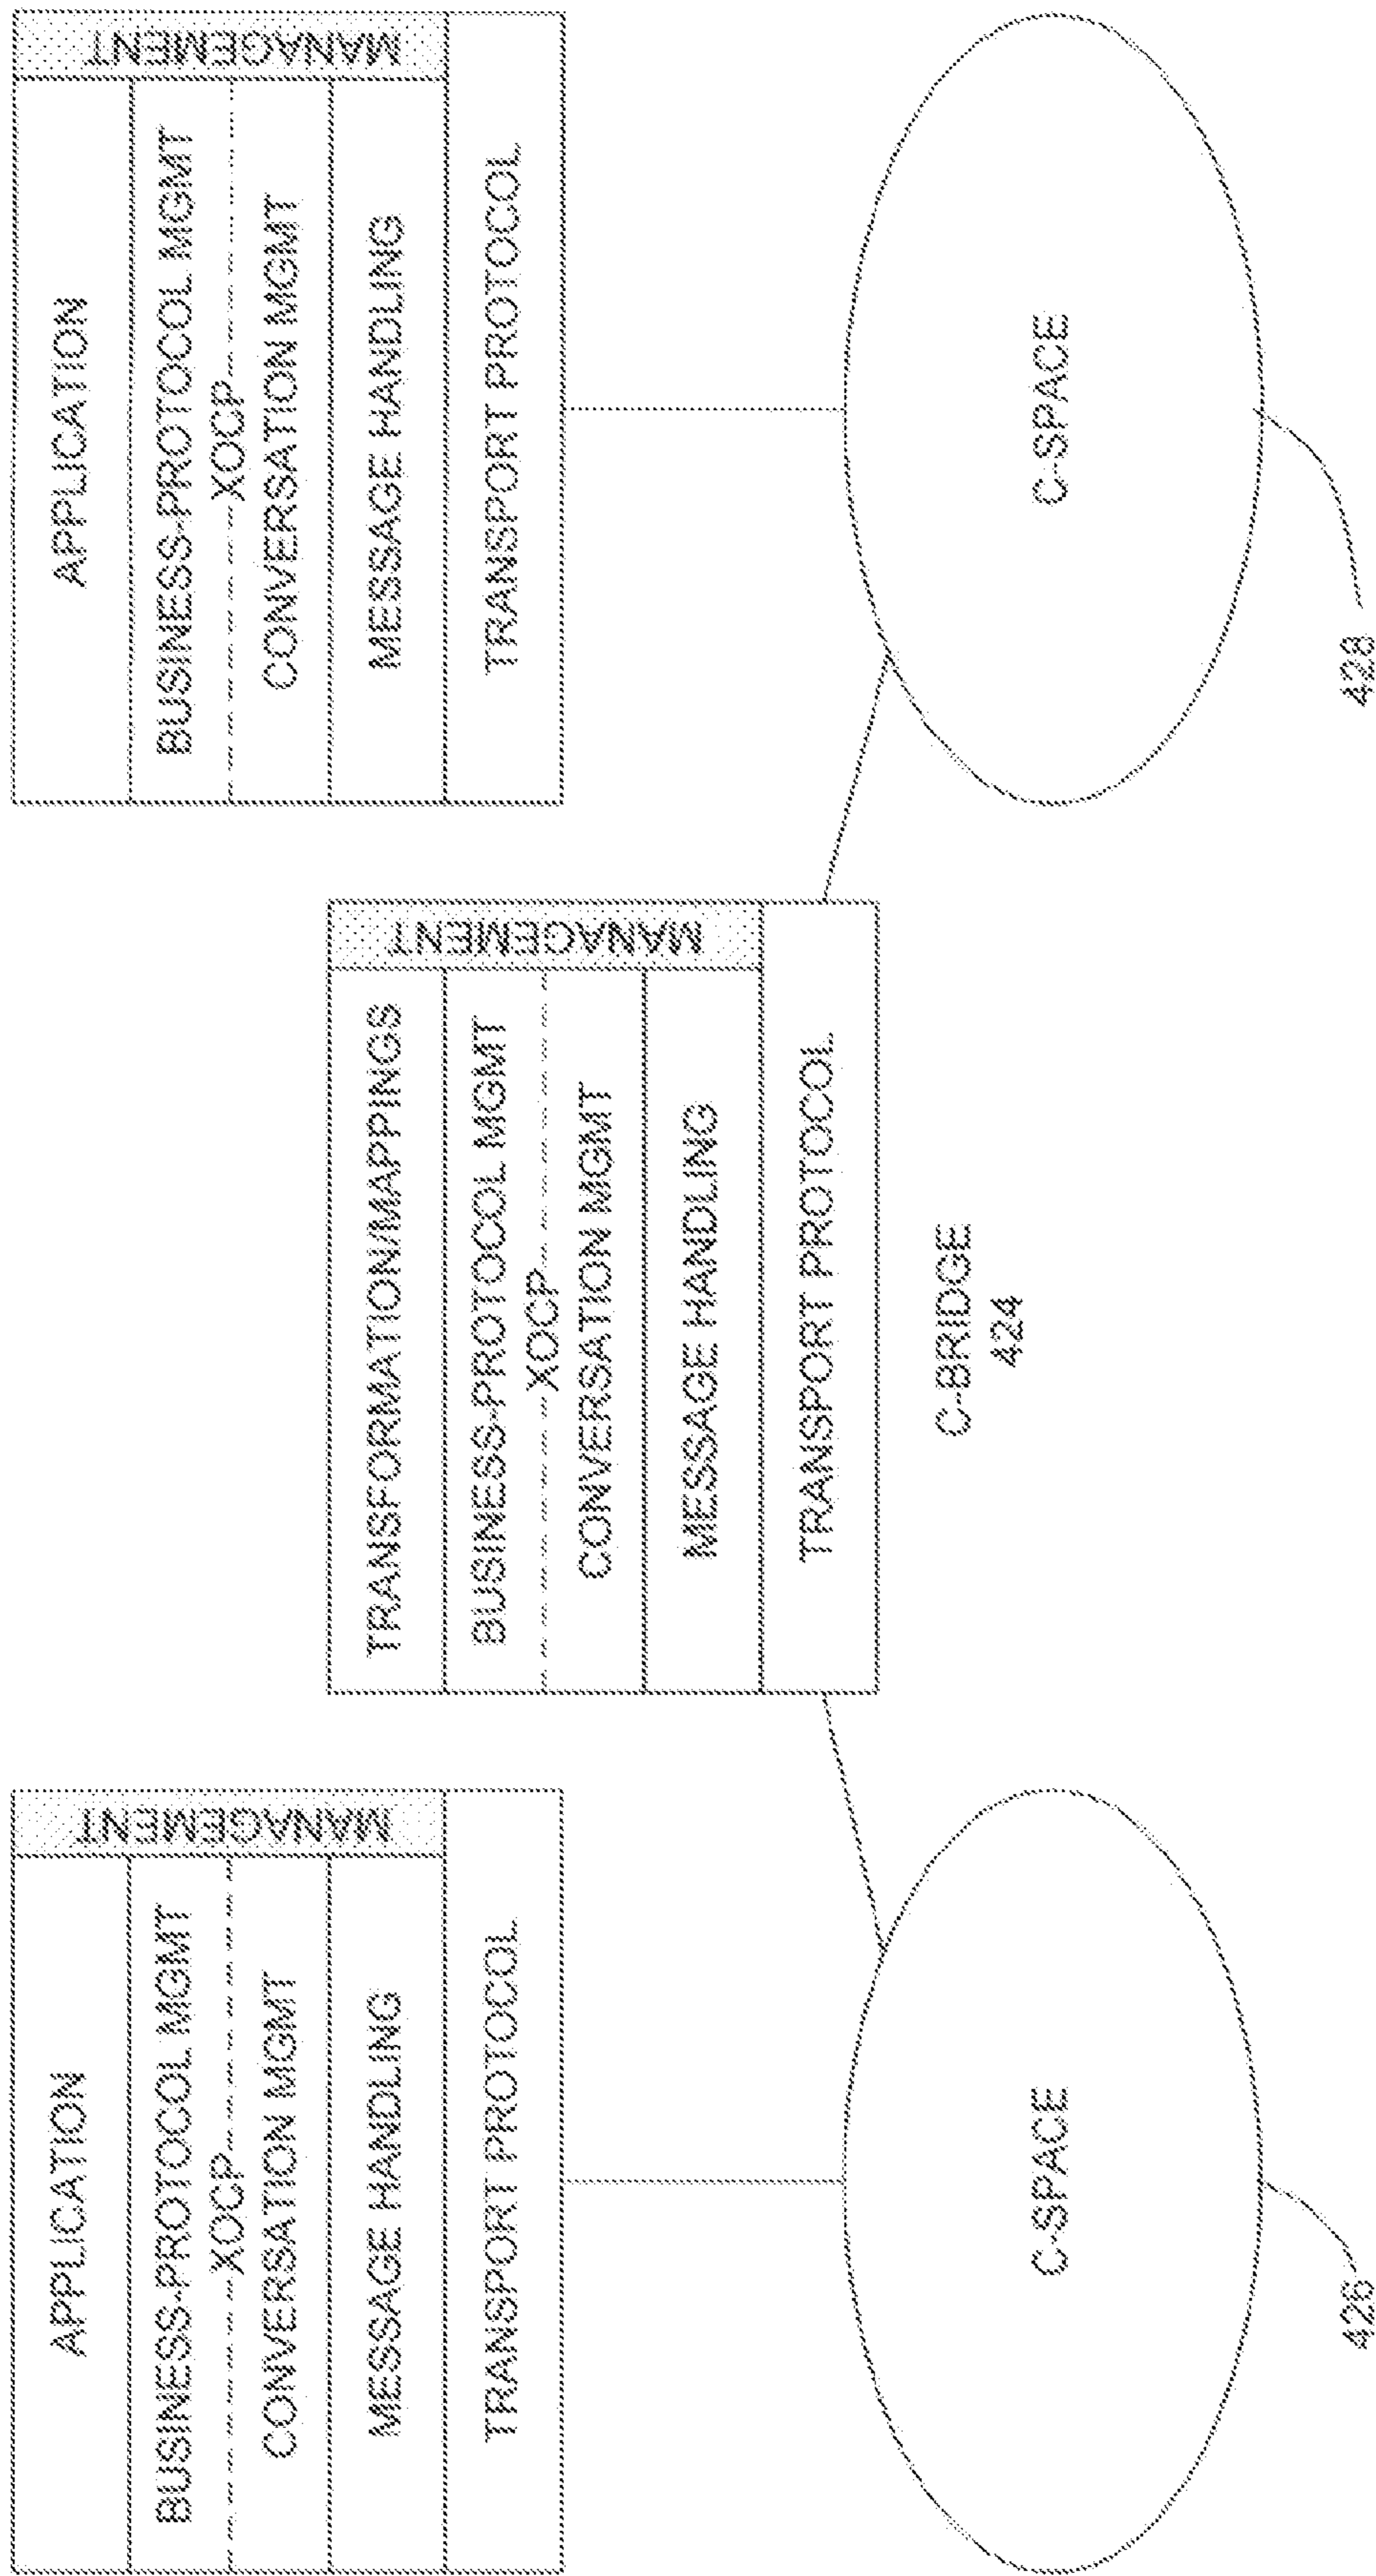 APPLICATION
BUSINESS-PROTOCOL MGMT
XOCP
CONVERSATION MGMT
MESSAGE HANDLING
TRANSPORT PROTOCOL
MANAGEMENT
C-SPACE
426
TRANSFORMATION/MAPPINGS
BUSINESS-PROTOCOL MGMT
XOCP
CONVERSATION MGMT
MESSAGE HANDLING
TRANSPORT PROTOCOL
MANAGEMENT
C-BRIDGE
424
APPLICATION
BUSINESS-PROTOCOL MGMT
XOCP
CONVERSATION MGMT
MESSAGE HANDLING
TRANSPORT PROTOCOL
MANAGEMENT
C-SPACE
428